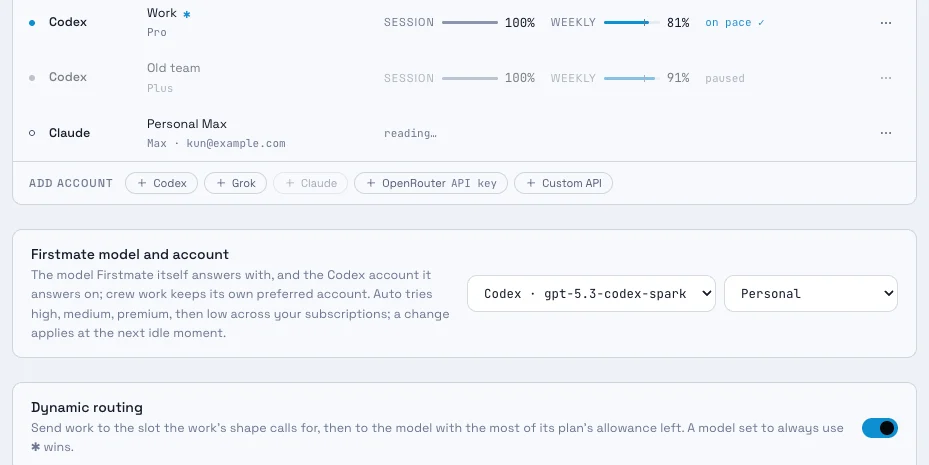 Codex Work ✱ SESSION 100% WEEKLY 81% on pace ✓ ···
Pro
Codex Old team SESSION 100% WEEKLY 91% paused ···
Plus
Claude Personal Max reading… ···
Max · kun@example.com
ADD ACCOUNT + Codex + Grok + Claude + OpenRouter API key + Custom API
Firstmate model and account
The model Firstmate itself answers with, and the Codex account it
answers on; crew work keeps its own preferred account. Auto tries
high, medium, premium, then low across your subscriptions; a change
applies at the next idle moment.
Codex · gpt-5.3-codex-spark Personal
Dynamic routing
Send work to the slot the work's shape calls for, then to the model with the most of its plan's allowance left. A model set to always use
✱ wins.